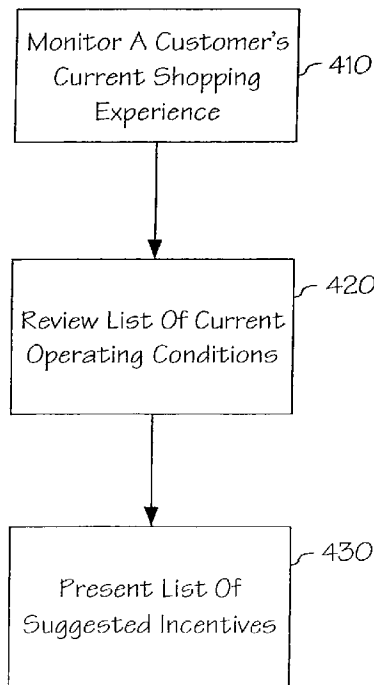 Monitor A Customer's
Current Shopping
Experience
410
Review List Of Current
Operating Conditions
420
Present List Of
Suggested Incentives
430